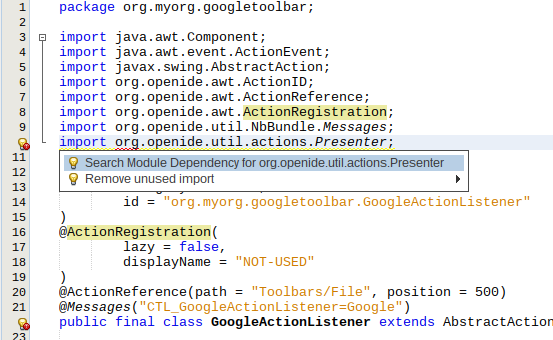 1 package org.myorg.googletoolbar;
2
3 import java.awt.Component;
4 import java.awt.event.ActionEvent;
5 import javax.swing.AbstractAction;
6 import org.openide.awt.ActionID;
7 import org.openide.awt.ActionReference;
8 import org.openide.awt.ActionRegistration;
9 import org.openide.util.NbBundle.Messages;
import org.openide.util.actions.Presenter;
11
Search Module Dependency for org.openide.util.actions.Presenter
12
Remove unused import
13
14 id = "org.myorg.googletoolbar.GoogleActionListener"
15 )
16 @ActionRegistration(
17 lazy = false,
18 displayName = "NOT-USED"
19 )
20 @ActionReference(path = "Toolbars/File", position = 500)
21 @Messages("CTL_GoogleActionListener=Google")
public final class GoogleActionListener extends AbstractAction
23